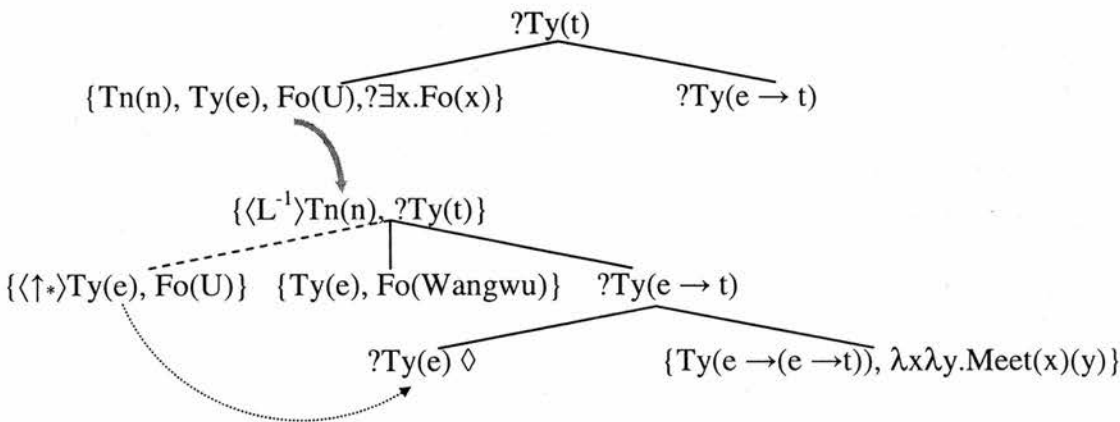 ?Ty(t)
{Tn(n), Ty(e), Fo(U),?∃x.Fo(x)} ?Ty(e → t)
{⟨L⁻¹⟩Tn(n), ?Ty(t)}
{⟨↑*⟩Ty(e), Fo(U)} {Ty(e), Fo(Wangwu)} ?Ty(e → t)
?Ty(e) ◊ {Ty(e →(e →t)), λxλy.Meet(x)(y)}